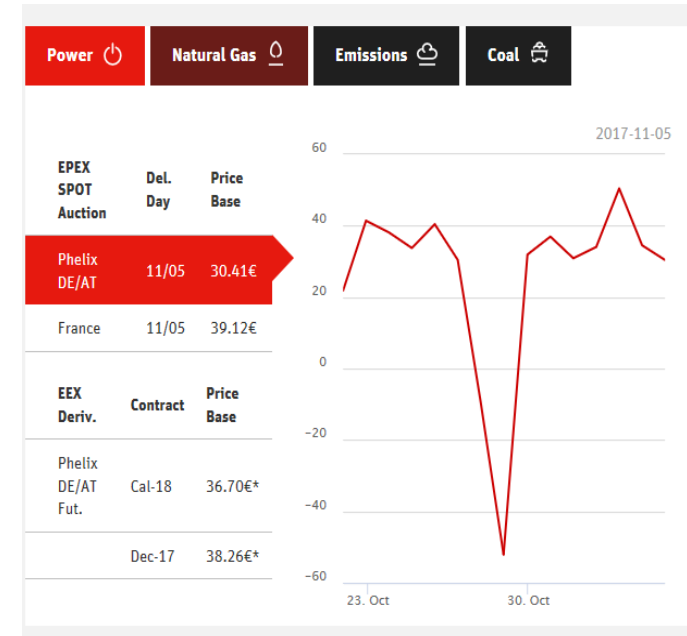 Power
Natural Gas
Emissions
Coal
EPEX
SPOT
Auction
Del.
Day
Price
Base
Phelix
DE/AT
11/05
30.41€
France
11/05
39.12€
EEX
Deriv.
Contract
Price
Base
Phelix
DE/AT
Fut.
Cal-18
36.70€*
Dec-17
38.26€*
2017-11-05
60
40
20
0
−20
−40
−60
23. Oct
30. Oct